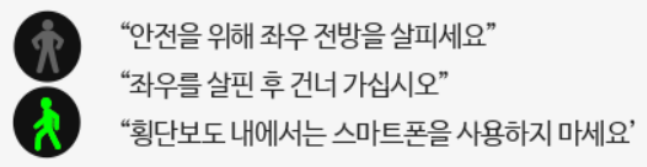 “안전을 위해 좌우 전방을 살피세요”
“좌우를 살핀 후 건너 가십시오”
“횡단보도 내에서는 스마트폰을 사용하지 마세요’